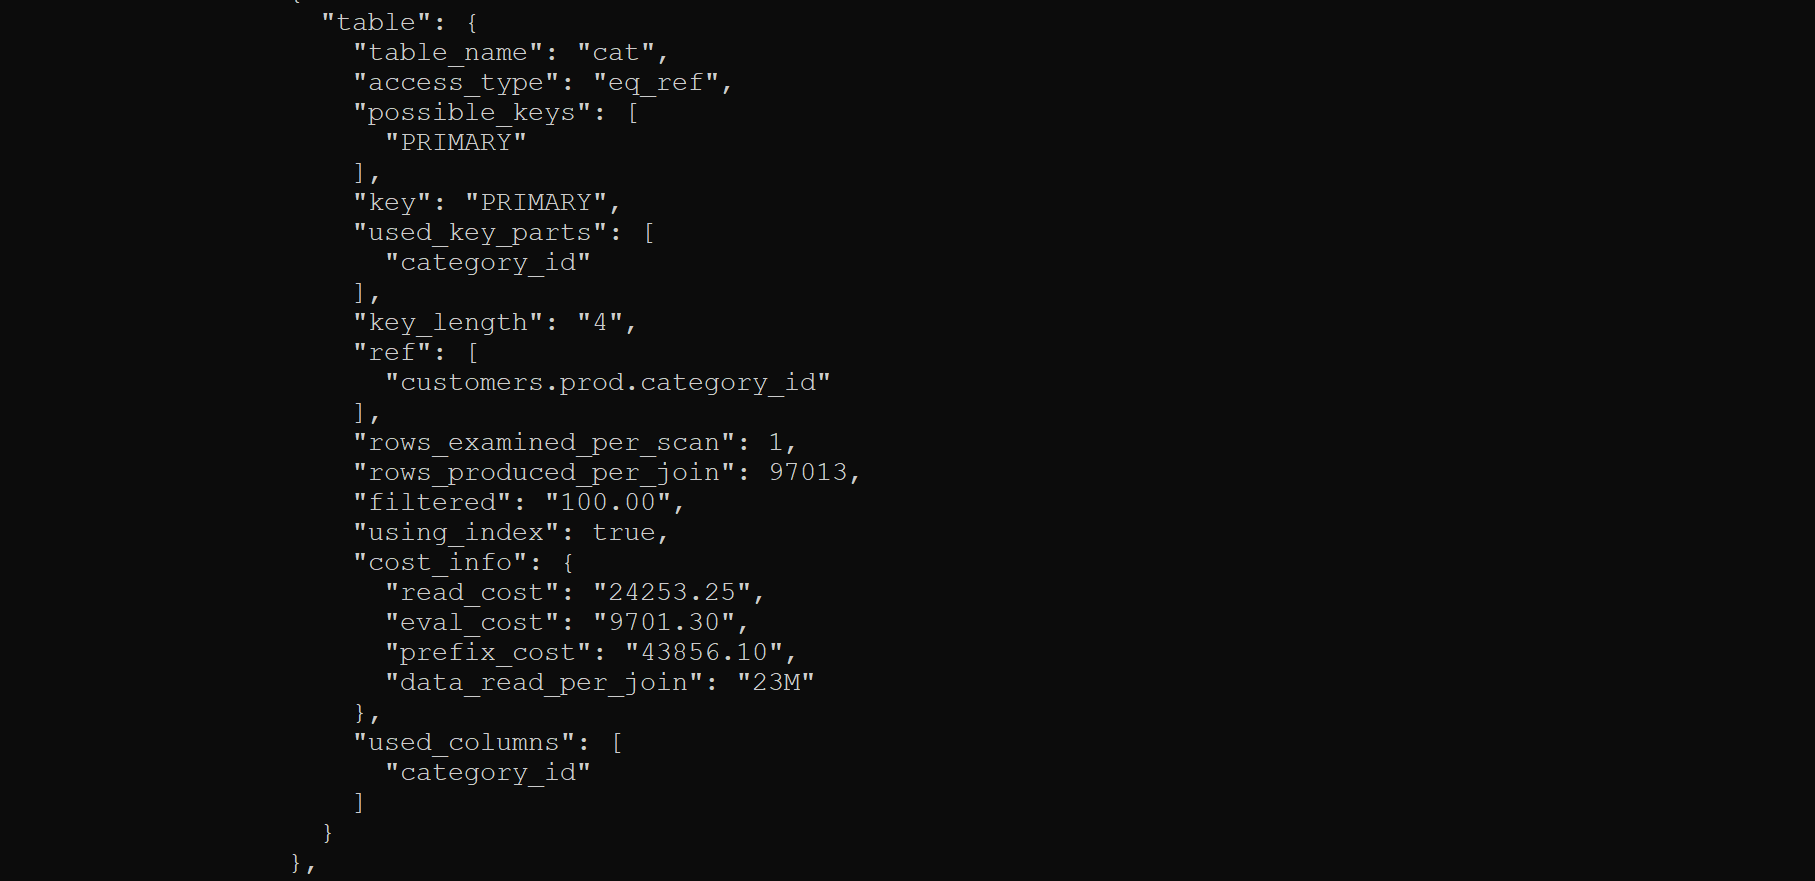 {
"table": {
"table_name": "cat",
"access_type": "eq_ref",
"possible_keys": [
"PRIMARY"
],
"key": "PRIMARY",
"used_key_parts": [
"category_id"
],
"key_length": "4",
"ref": [
"customers.prod.category_id"
],
"rows_examined_per_scan": 1,
"rows_produced_per_join": 97013,
"filtered": "100.00",
"using_index": true,
"cost_info": {
"read_cost": "24253.25",
"eval_cost": "9701.30",
"prefix_cost": "43856.10",
"data_read_per_join": "23M"
},
"used_columns": [
"category_id"
]
}
},